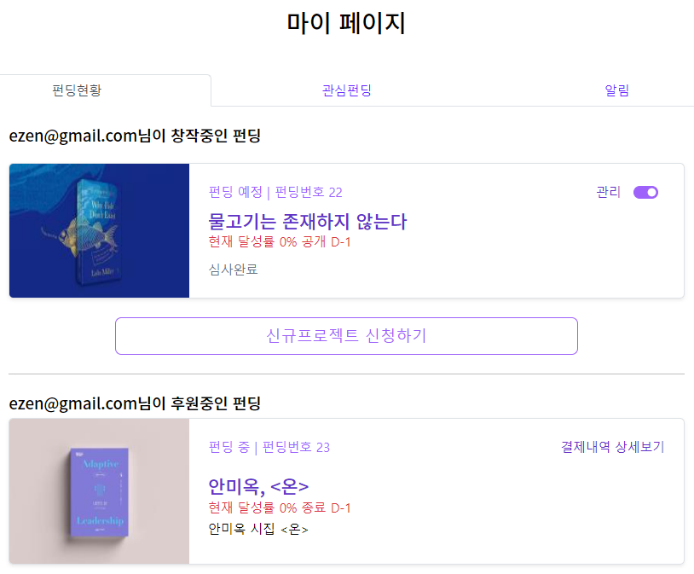 마이 페이지
펀딩현황
관심펀딩
알림
ezen@gmail.com님이 창작중인 펀딩
Why Fish
Don't Exist
Lulu Miller
펀딩 예정 | 펀딩번호 22
관리
물고기는 존재하지 않는다
현재 달성률 0% 공개 D-1
심사완료
신규프로젝트 신청하기
ezen@gmail.com님이 후원중인 펀딩
Adaptive
Leadership
펀딩 중 | 펀딩번호 23
결제내역 상세보기
안미옥, <온>
현재 달성률 0% 종료 D-1
안미옥 시집 <온>